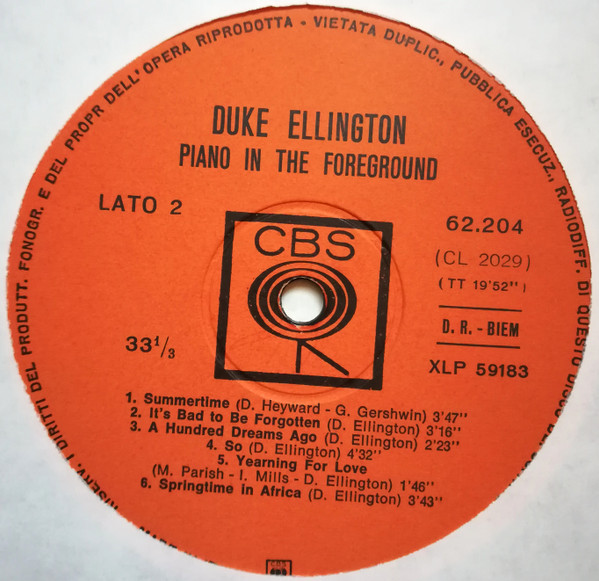 I DIRITTI DEL PRODUTT. FONOGR. E DEL PROPR DELL'OPERA RIPRODOTTA - VIETATA DUPLIC., PUBBLICA ESECUZ., RADIODIFF. DI QUESTO DISCO
DUKE ELLINGTON
PIANO IN THE FOREGROUND
LATO 2
62.204
CBS
(CL 2029)
(TT 19'52'')
D. R. - BIEM
33 1/3
XLP 59183
1. Summertime (D. Heyward - G. Gershwin) 3'47''
2. It's Bad to Be Forgotten (D. Ellington) 3'16''
3. A Hundred Dreams Ago (D. Ellington) 2'23''
4. So (D. Ellington) 4'32''
5. Yearning For Love
(M. Parish - I. Mills - D. Ellington) 1'46''
6. Springtime in Africa (D. Ellington) 3'43''
CBS